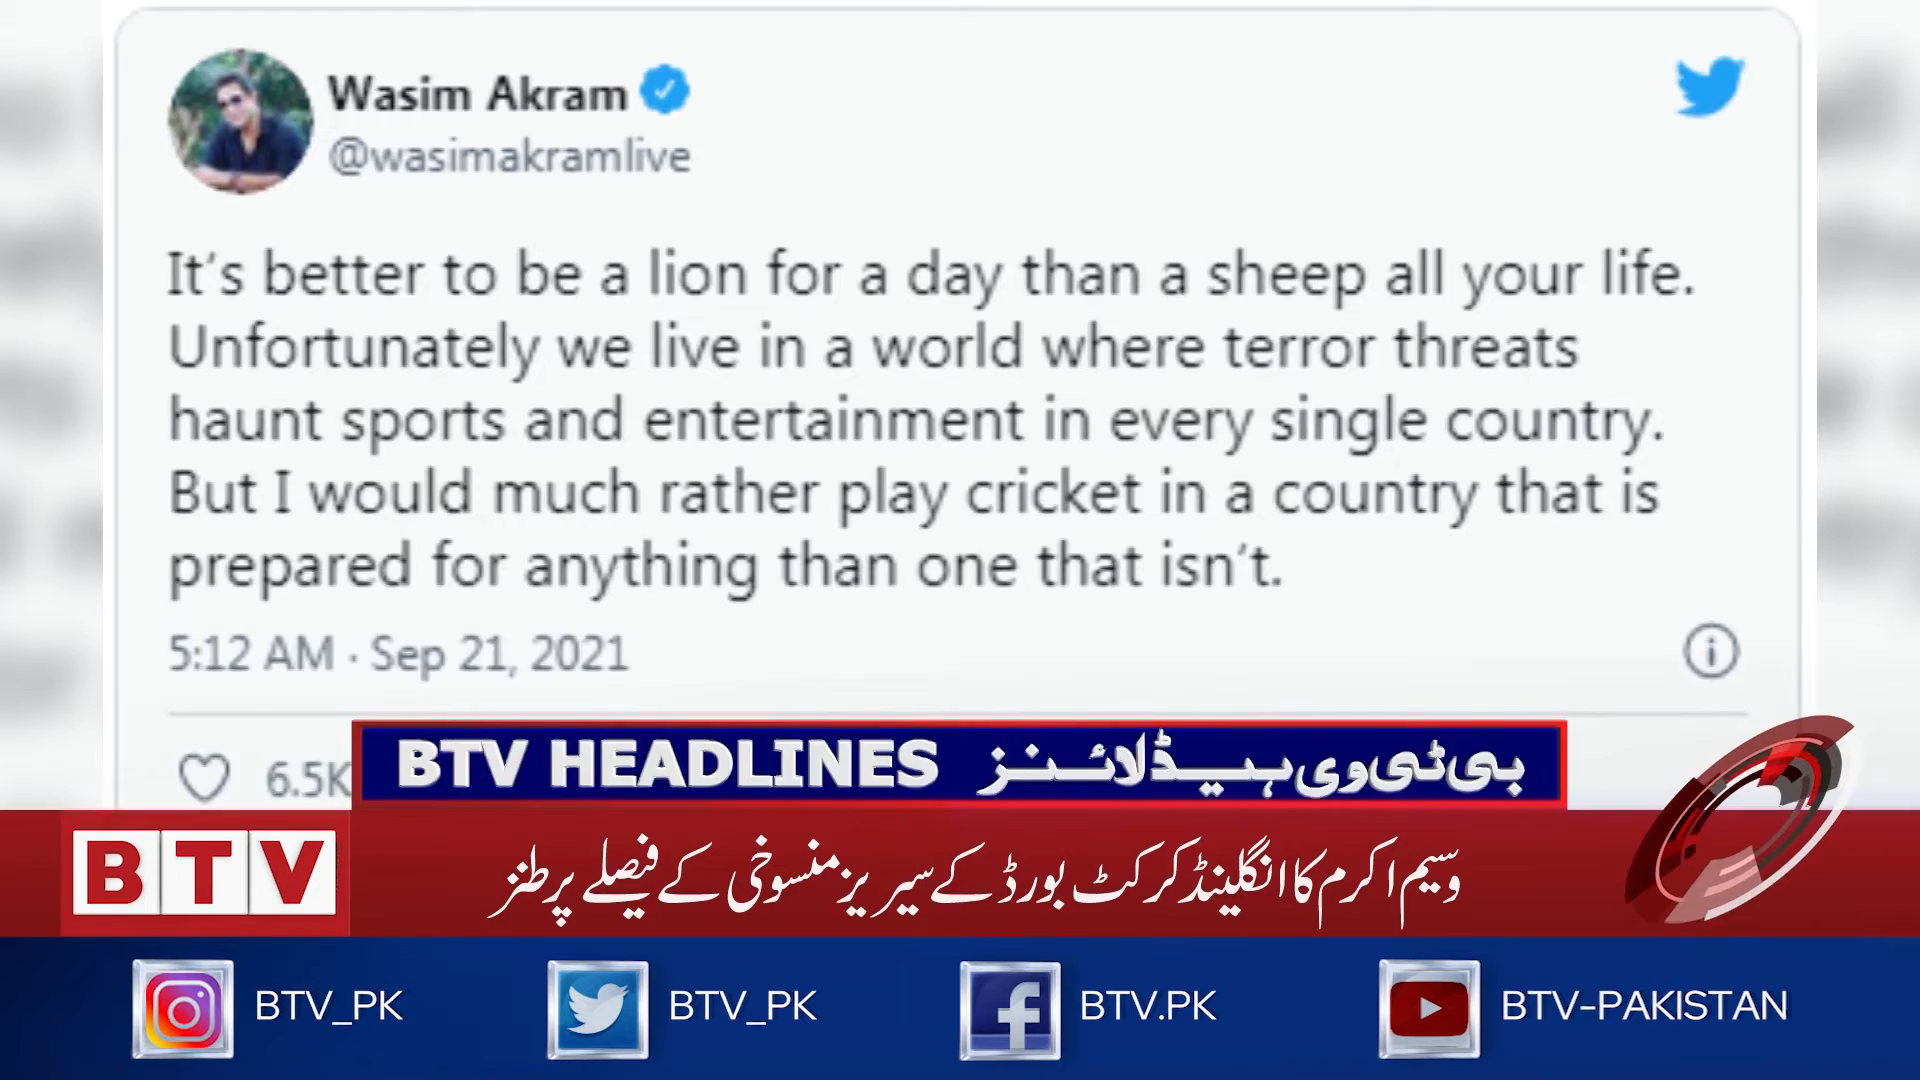 Wasim Akram
@wasimakramlive
It's better to be a lion for a day than a sheep all your life.
Unfortunately we live in a world where terror threats
haunt sports and entertainment in every single country.
But I would much rather play cricket in a country that is
prepared for anything than one that isn't.
5:12 AM · Sep 21, 2021
6.5K
BTV HEADLINES بی ٹی وی ہیڈلائنز
BTV
وسیم اکرم کا انگلینڈ کرکٹ بورڈ کے سیریز منسوخی کے فیصلے پر طنز
BTV_PK BTV_PK BTV.PK BTV-PAKISTAN